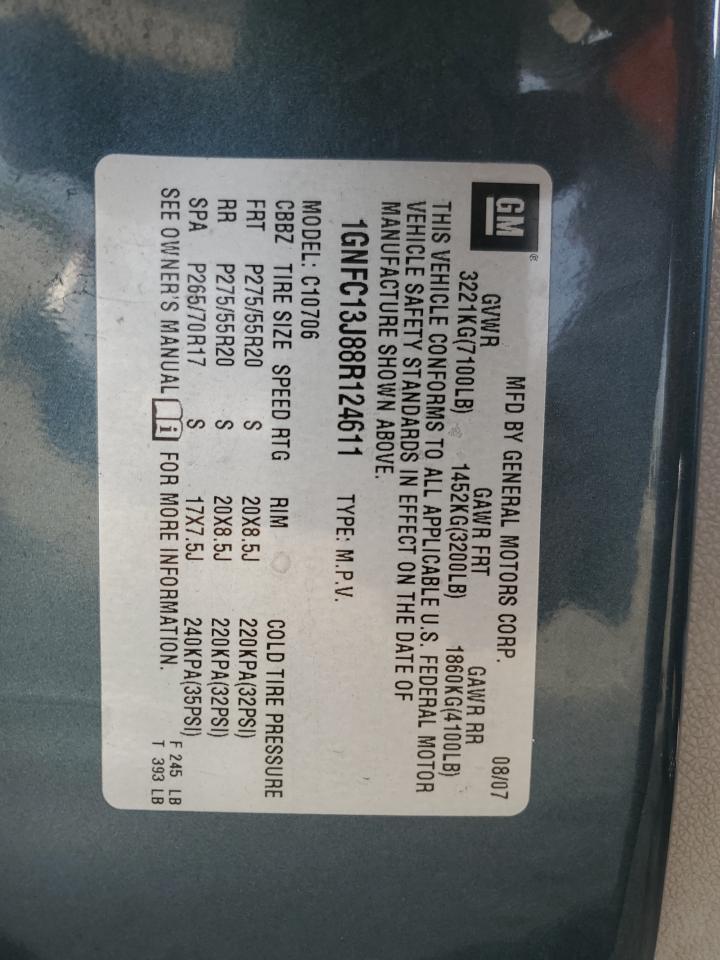 GM®
MFD BY GENERAL MOTORS CORP. 08/07
GVWR GAWR FRT GAWR RR
3221KG(7100LB) 1452KG(3200LB) 1860KG(4100LB)
THIS VEHICLE CONFORMS TO ALL APPLICABLE U.S. FEDERAL MOTOR
VEHICLE SAFETY STANDARDS IN EFFECT ON THE DATE OF
MANUFACTURE SHOWN ABOVE.
1GNFC13J88R124611 TYPE: M.P.V.
MODEL: C10706
CBBZ TIRE SIZE SPEED RTG RIM COLD TIRE PRESSURE
FRT P275/55R20 S 20X8.5J 220KPA(32PSI)
RR P275/55R20 S 20X8.5J 220KPA(32PSI)
SPA P265/70R17 S 17X7.5J 240KPA(35PSI)
SEE OWNER'S MANUAL i FOR MORE INFORMATION.
F 245 LB
T 393 LB